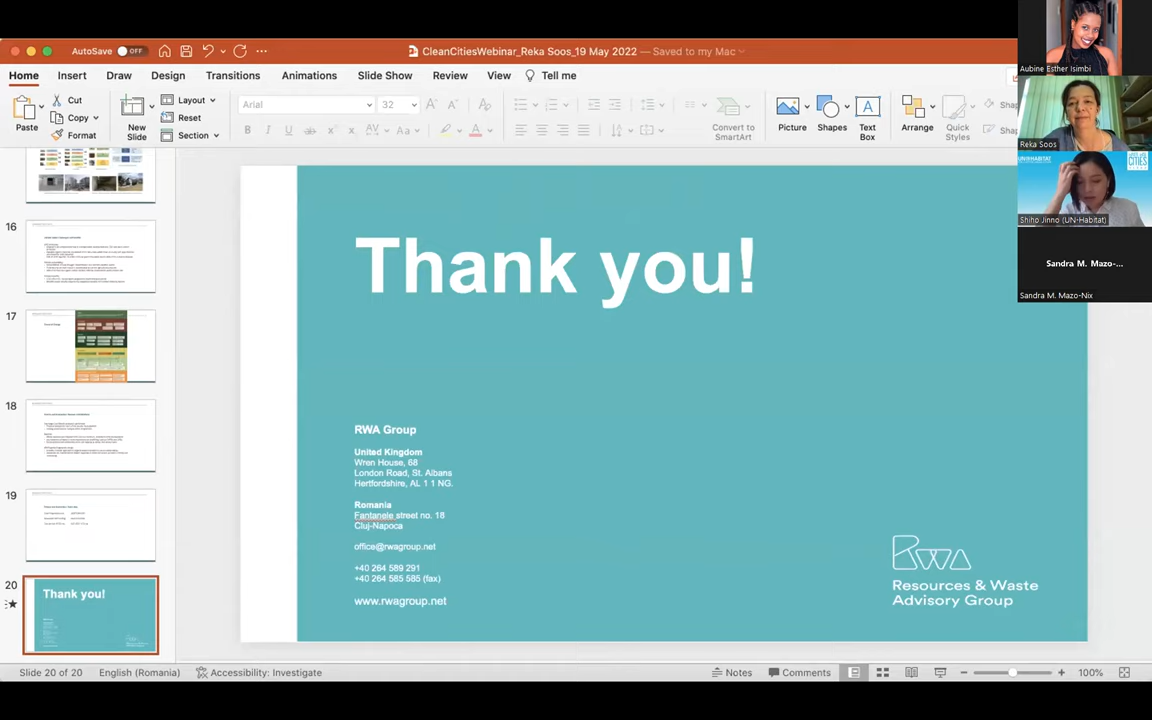 AutoSave OFF
CleanCitiesWebinar_Reka Soos_19 May 2022 — Saved to my Mac
Home Insert Draw Design Transitions Animations Slide Show Review View Tell me
Paste
Cut
Copy
Format
New
Slide
Layout
Reset
Section
Arial 32
Convert to
SmartArt
Picture
Shapes
Text
Box
Arrange
Quick
Styles
Aubine Esther Isimbi
Reka Soos
UN HABITAT
CITIES
Shiho Jinno (UN-Habitat)
Sandra M. Mazo-...
Sandra M. Mazo-Nix
16
17
18
19
20
Thank you!
Thank you!
RWA Group
United Kingdom
Wren House, 68
London Road, St. Albans
Hertfordshire, AL 1 1 NG.
Romania
Fantanele street no. 18
Cluj-Napoca
office@rwagroup.net
+40 264 589 291
+40 264 585 585 (fax)
www.rwagroup.net
RWA
Resources & Waste
Advisory Group
Slide 20 of 20 English (Romania) Accessibility: Investigate Notes Comments 100%